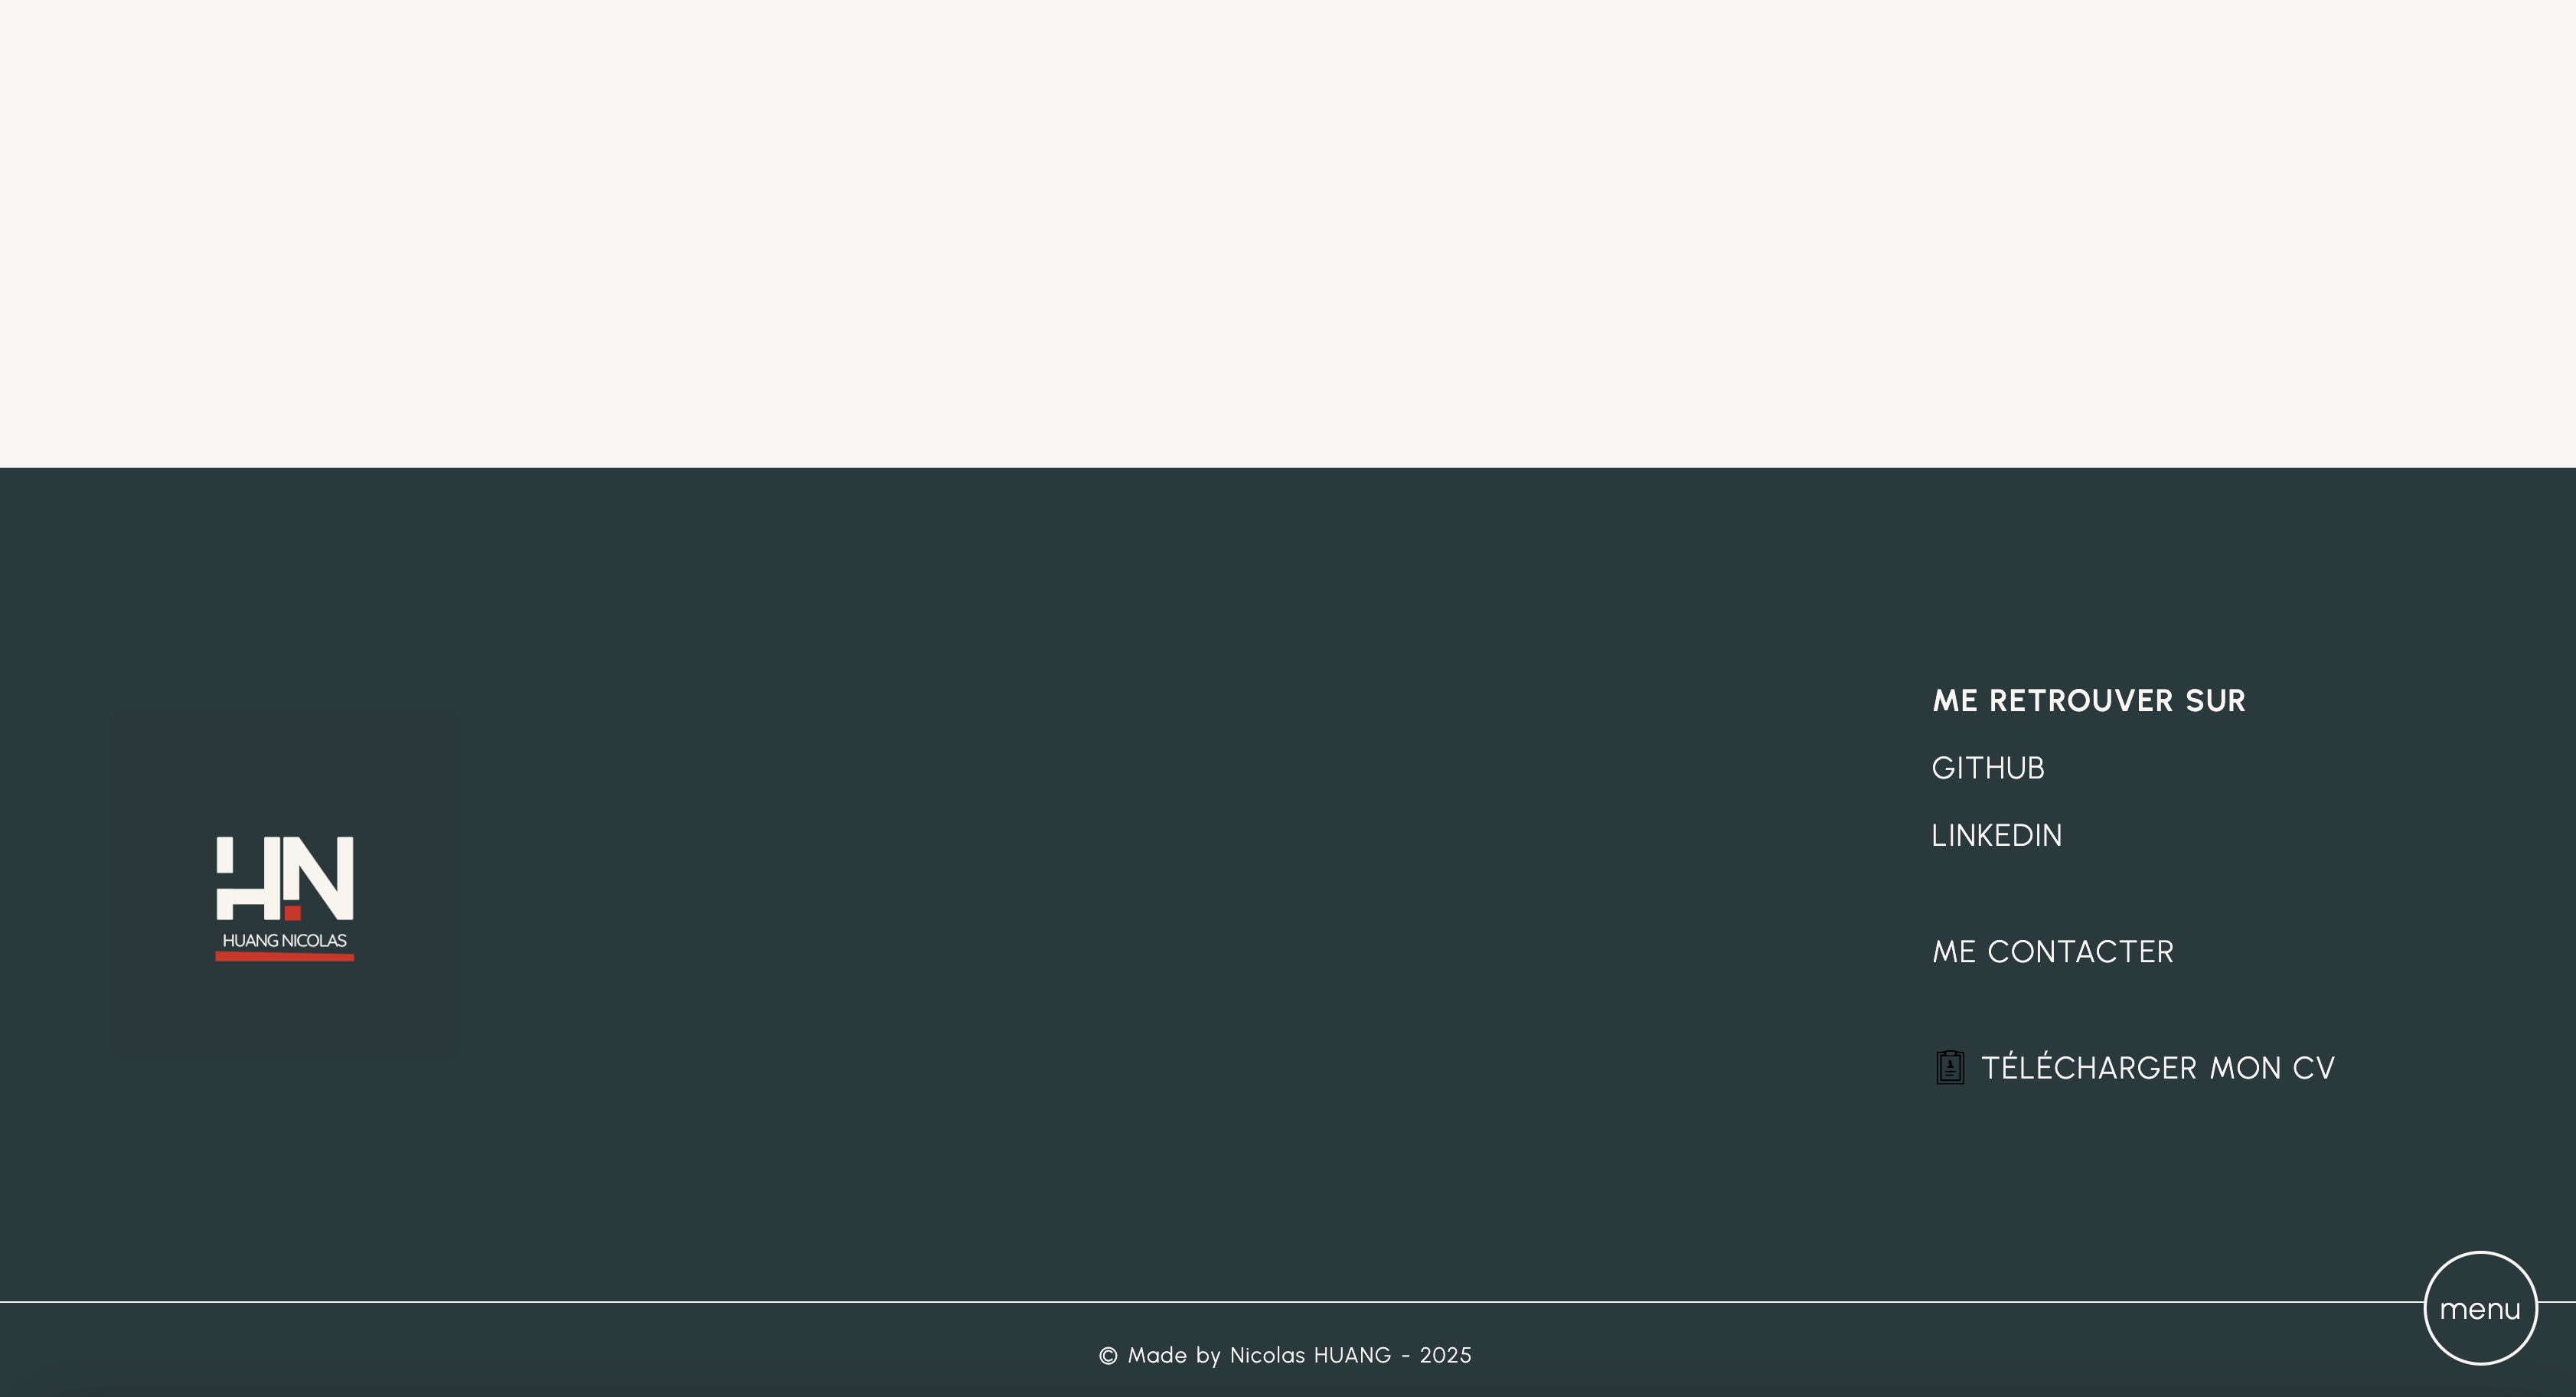 HN
HUANG NICOLAS
ME RETROUVER SUR
GITHUB
LINKEDIN
ME CONTACTER
TÉLÉCHARGER MON CV
menu
© Made by Nicolas HUANG - 2025